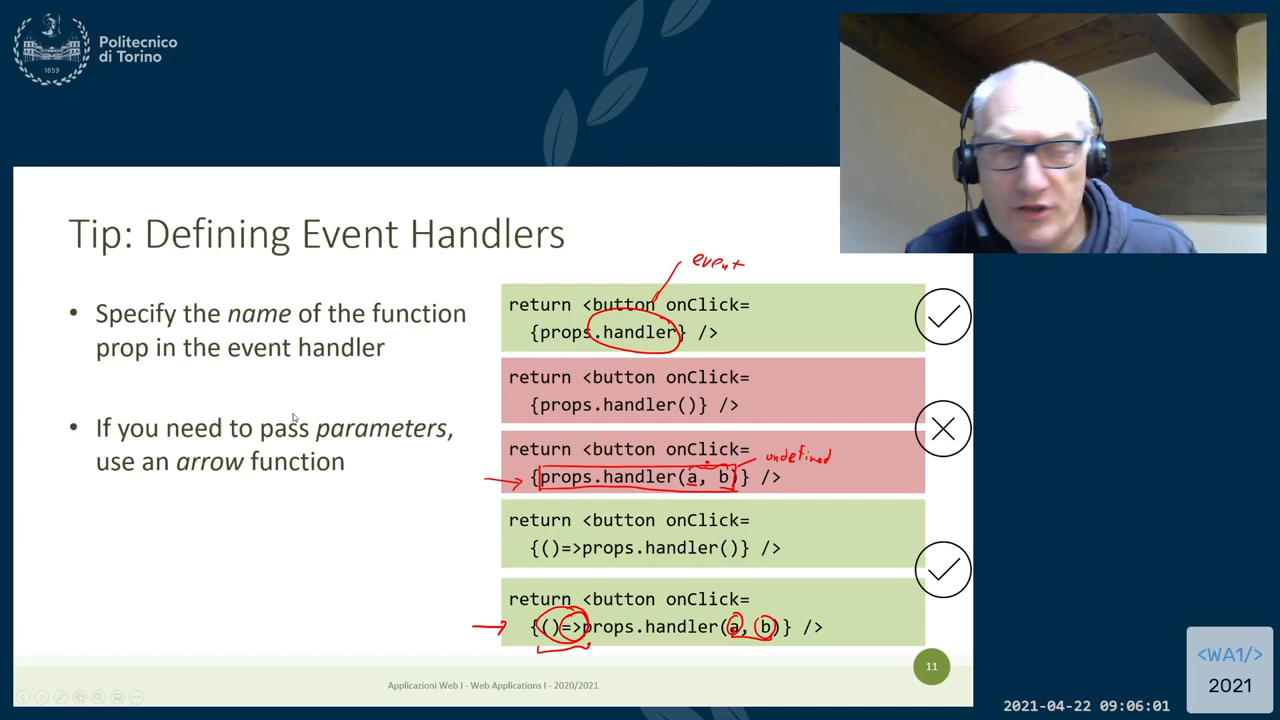 Politecnico
di Torino
1859
Tip: Defining Event Handlers
event
• Specify the name of the function
prop in the event handler
• If you need to pass parameters,
use an arrow function
return <button onClick=
{props.handler} />
return <button onClick=
{props.handler()} />
return <button onClick=
{props.handler(a, b)} />
undefined
return <button onClick=
{()=>props.handler()} />
return <button onClick=
{()=>props.handler(a, b)} />
11
Applicazioni Web I - Web Applications I - 2020/2021
<WA1/>
2021
2021-04-22 09:06:01